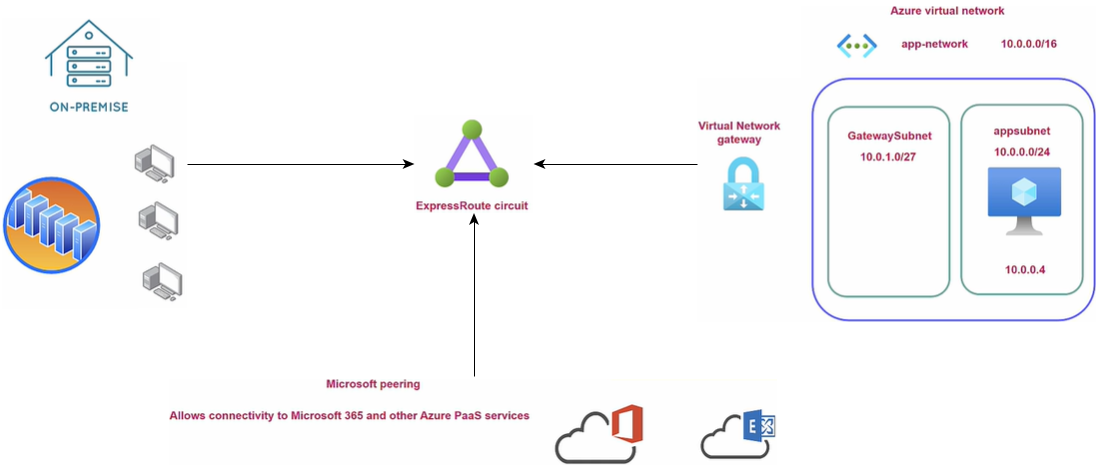 Azure virtual network
app-network 10.0.0.0/16
ON-PREMISE
Virtual Network
gateway
GatewaySubnet
10.0.1.0/27
appsubnet
10.0.0.0/24
10.0.0.4
ExpressRoute circuit
Microsoft peering
Allows connectivity to Microsoft 365 and other Azure PaaS services
E